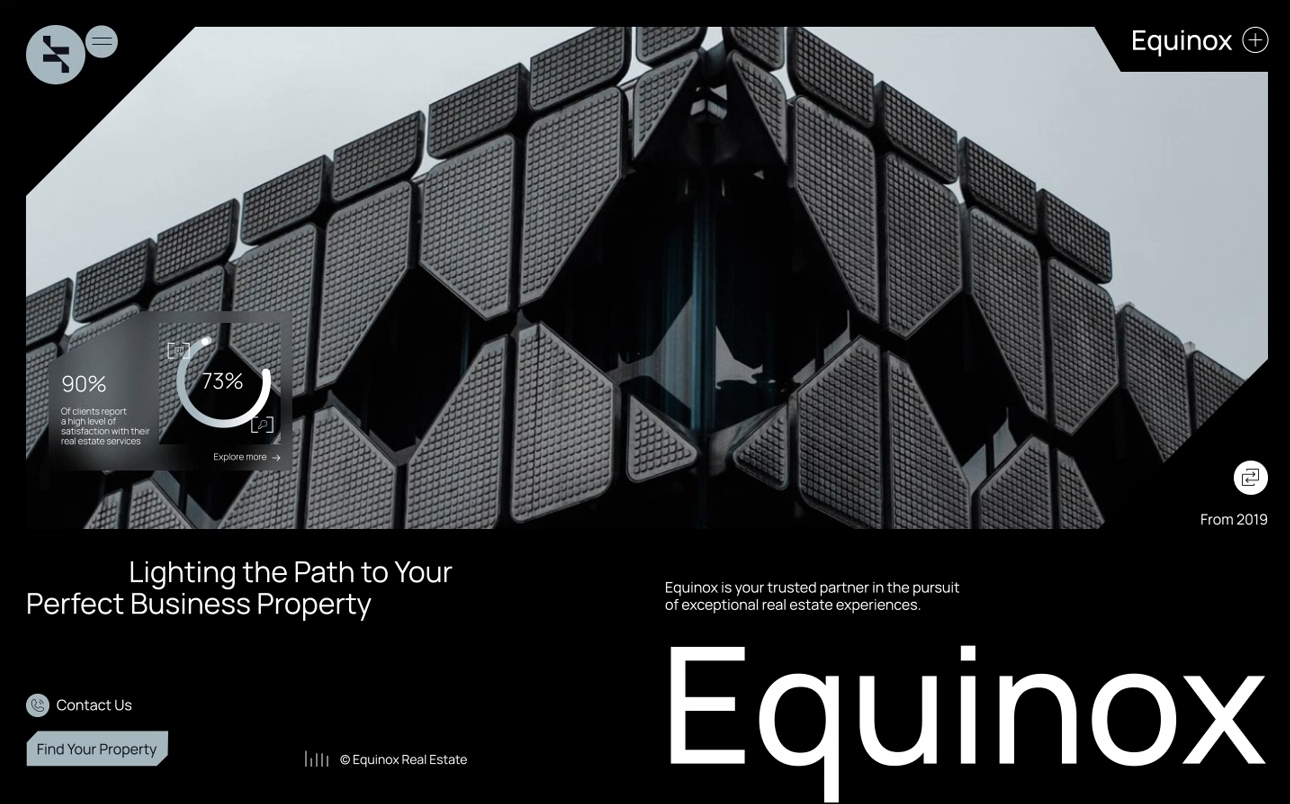 Equinox
90%
Of clients report
a high level of
satisfaction with their
real estate services
73%
Explore more →
From 2019
Lighting the Path to Your
Perfect Business Property
Equinox is your trusted partner in the pursuit
of exceptional real estate experiences.
Equinox
Contact Us
Find Your Property
© Equinox Real Estate